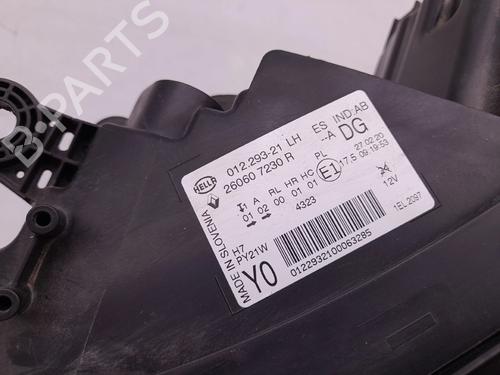 B-PARTS
HELLA
012.293-21 LH
26060 7230 R
ES IND:AB
--A DG
27.02.20
17.5 09:19:53
A RL HR HC PL
01 02 00 01 01
E1
4323
12V
1EL.2097
H7
PY21W
MADE IN SLOVENIA
Y0
01229321000063285